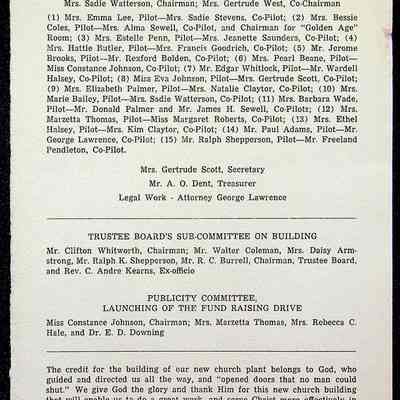 Mrs. Sadie Watterson, Chairman; Mrs. Gertrude West, Co-Chairman
(1) Mrs. Emma Lee, Pilot—Mrs. Sadie Stevens, Co-Pilot; (2) Mrs. Bessie
Coles, Pilot—Mrs. Alma Sewell, Co-Pilot, and Chairman for "Golden Age"
Room; (3) Mrs. Estelle Penn, Pilot—Mrs. Jeanette Saunders, Co-Pilot; (4)
Mrs. Hattie Butler, Pilot—Mrs. Francis Goodrich, Co-Pilot; (5) Mr. Jerome
Brooks, Pilot—Mr. Rexford Bolden, Co-Pilot; (6) Mrs. Pearl Beane, Pilot—
Miss Constance Johnson, Co-Pilot; (7) Mr. Edgar Whitlock, Pilot—Mr. Wardell
Halsey, Co-Pilot; (8) Miss Eva Johnson, Pilot—Mrs. Gertrude Scott, Co-Pilot;
(9) Mrs. Elizabeth Palmer, Pilot—Mrs. Natalie Claytor, Co-Pilot; (10) Mrs.
Marie Bailey, Pilot—Mrs. Sadie Watterson, Co-Pilot; (11) Mrs. Barbara Wade,
Pilot—Mr. Donald Palmer and Mr. James H. Sewell, Co-Pilots; (12) Mrs.
Marzetta Thomas, Pilot—Miss Margaret Roberts, Co-Pilot; (13) Mrs. Ethel
Halsey, Pilot—Mrs. Kim Claytor, Co-Pilot; (14) Mr. Paul Adams, Pilot—Mr.
George Lawrence, Co-Pilot; (15) Mr. Ralph Shepperson, Pilot—Mr. Freeland
Pendleton, Co-Pilot.
Mrs. Gertrude Scott, Secretary
Mr. A. O. Dent, Treasurer
Legal Work - Attorney George Lawrence
TRUSTEE BOARD'S SUB-COMMITTEE ON BUILDING
Mr. Clifton Whitworth, Chairman; Mr. Walter Coleman, Mrs. Daisy Arm-
strong, Mr. Ralph K. Shepperson, Mr. R. C. Burrell, Chairman, Trustee Board,
and Rev. C. Andre Kearns, Ex-officio
PUBLICITY COMMITTEE,
LAUNCHING OF THE FUND RAISING DRIVE
Miss Constance Johnson, Chairman; Mrs. Marzetta Thomas, Mrs. Rebecca C.
Hale, and Dr. E. D. Downing
The credit for the building of our new church plant belongs to God, who
guided and directed us all the way, and "opened doors that no man could
shut." We give God the glory and thank Him for this new church building
that will enable us to do a great work, and serve Christ more effectively in